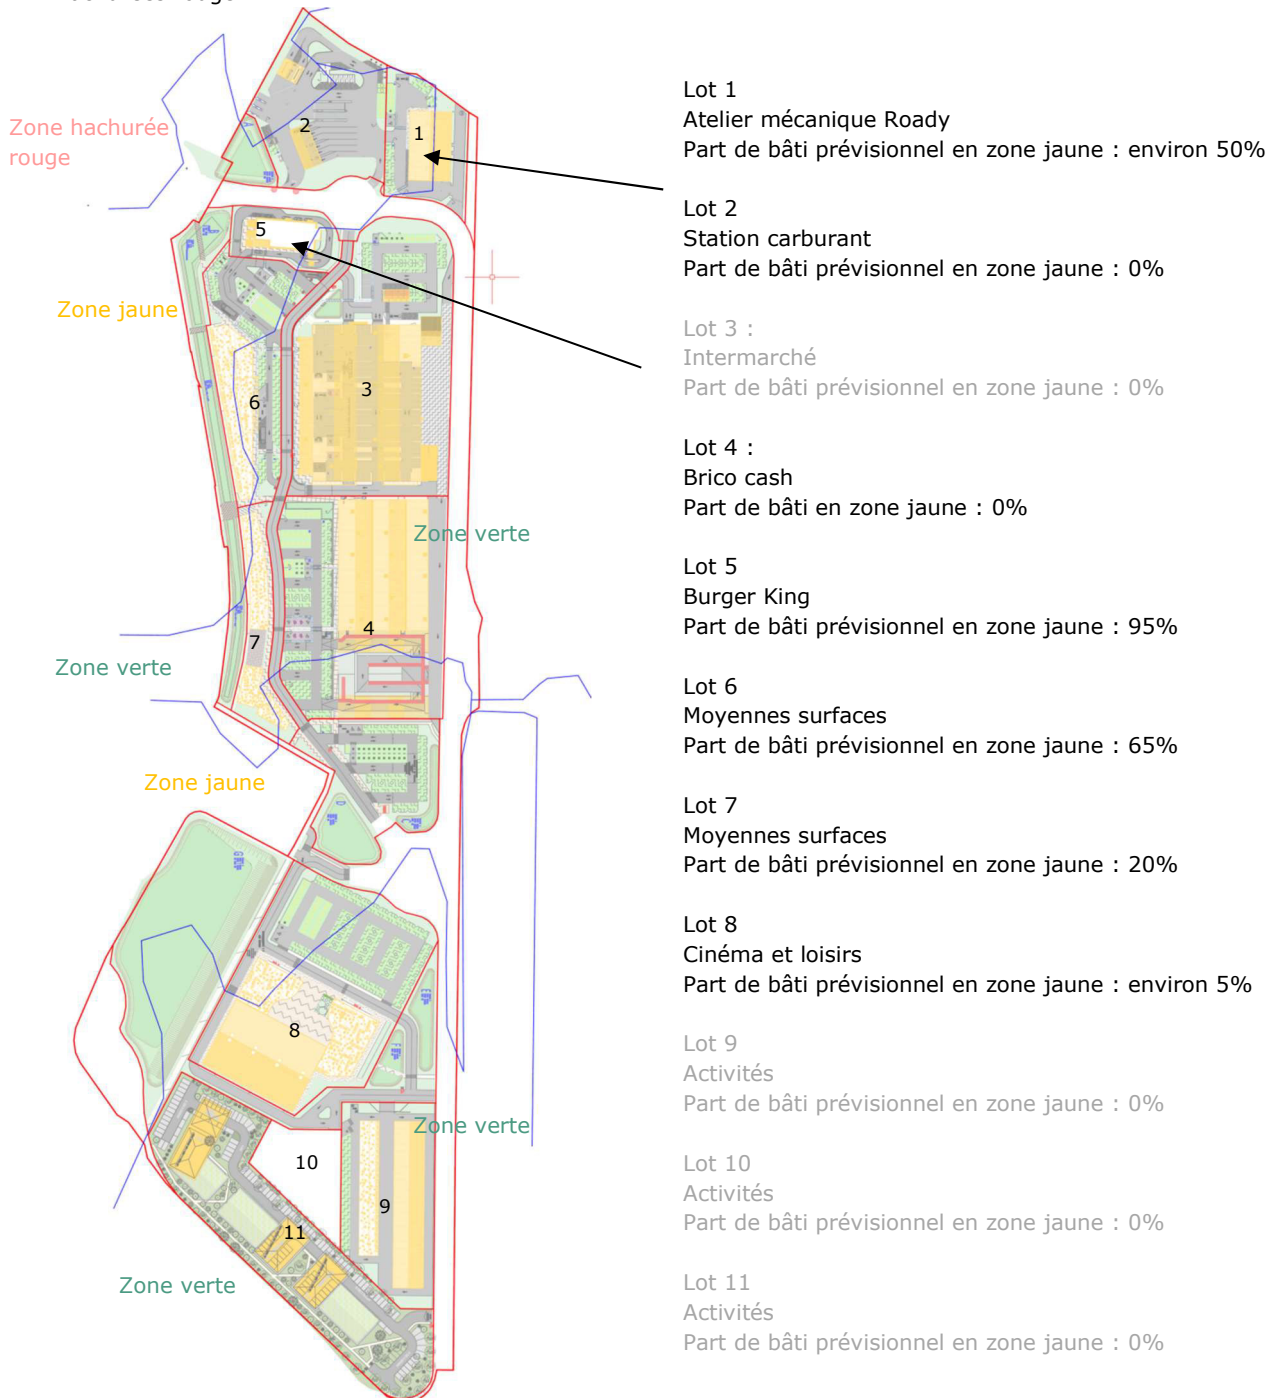 Zone hachurée
rouge
2
1
5
Zone jaune
3
6
Zone verte
4
7
Zone verte
Zone jaune
8
Zone verte
10
9
11
Zone verte
Lot 1
Atelier mécanique Roady
Part de bâti prévisionnel en zone jaune : environ 50%
Lot 2
Station carburant
Part de bâti prévisionnel en zone jaune : 0%
Lot 3 :
Intermarché
Part de bâti prévisionnel en zone jaune : 0%
Lot 4 :
Brico cash
Part de bâti en zone jaune : 0%
Lot 5
Burger King
Part de bâti prévisionnel en zone jaune : 95%
Lot 6
Moyennes surfaces
Part de bâti prévisionnel en zone jaune : 65%
Lot 7
Moyennes surfaces
Part de bâti prévisionnel en zone jaune : 20%
Lot 8
Cinéma et loisirs
Part de bâti prévisionnel en zone jaune : environ 5%
Lot 9
Activités
Part de bâti prévisionnel en zone jaune : 0%
Lot 10
Activités
Part de bâti prévisionnel en zone jaune : 0%
Lot 11
Activités
Part de bâti prévisionnel en zone jaune : 0%